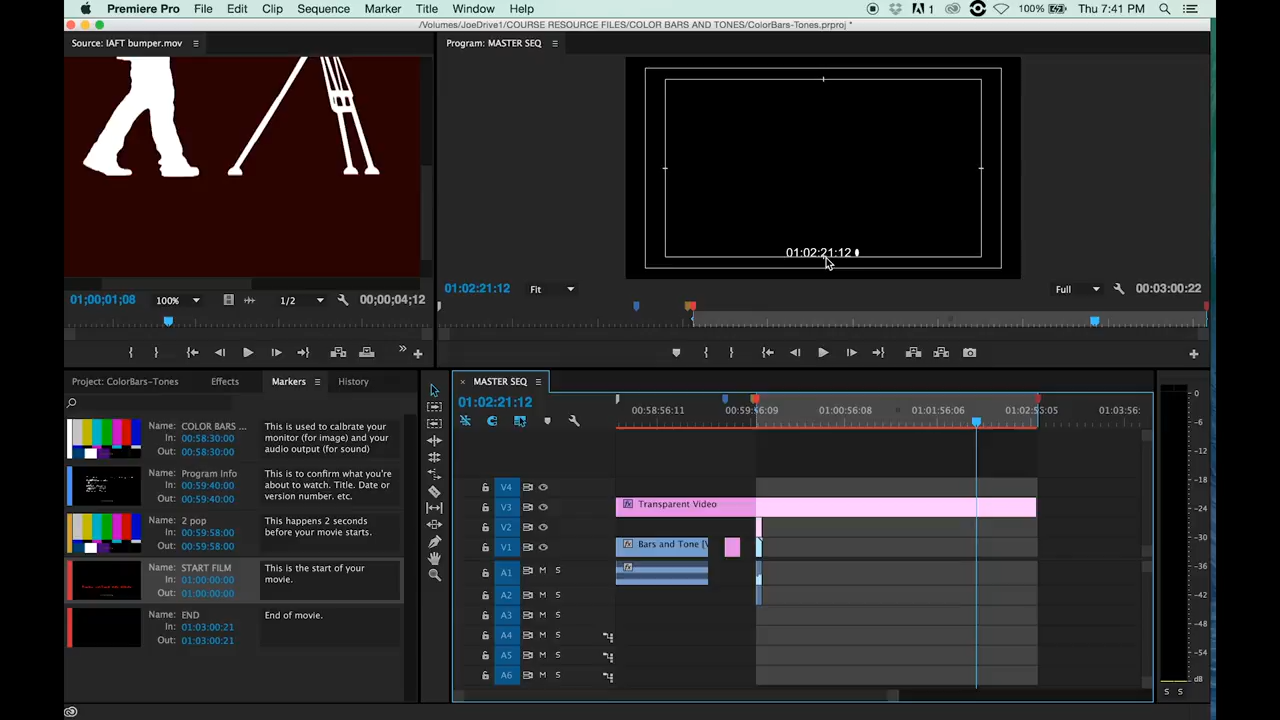 Premiere Pro File Edit Clip Sequence Marker Title Window Help 1 100% Thu 7:41 PM
/Volumes/JoeDrive1/COURSE RESOURCE FILES/COLOR BARS AND TONES/ColorBars-Tones.prproj *
Source: IAFT bumper.mov
Program: MASTER SEQ
01:02:21:12
01;00;01;08 100% 1/2 00;00;04;12
01:02:21:12 Fit Full 00:03:00:22
Project: ColorBars-Tones Effects Markers History
Name: COLOR BARS ...
In: 00:58:30:00
Out: 00:58:30:00
This is used to calbrate your
monitor (for image) and your
audio output (for sound)
Name: Program Info
In: 00:59:40:00
Out: 00:59:40:00
This is to confirm what you're
about to watch. Title. Date or
version number. etc.
Name: 2 pop
In: 00:59:58:00
Out: 00:59:58:00
This happens 2 seconds
before your movie starts.
Name: START FILM
In: 01:00:00:00
Out: 01:00:00:00
This is the start of your
movie.
Name: END
In: 01:03:00:21
Out: 01:03:00:21
End of movie.
× MASTER SEQ
01:02:21:12
00:58:56:11 00:59:56:09 01:00:56:08 01:01:56:06 01:02:55:05 01:03:56:
V4
V3 fx Transparent Video
V2
V1 fx Bars and Tone [V
A1 M S fx
A2 M S
A3 M S
A4 M S
A5 M S
A6 M S
0
-6
-12
-18
-24
-30
-36
-42
-48
-54
dB
S S